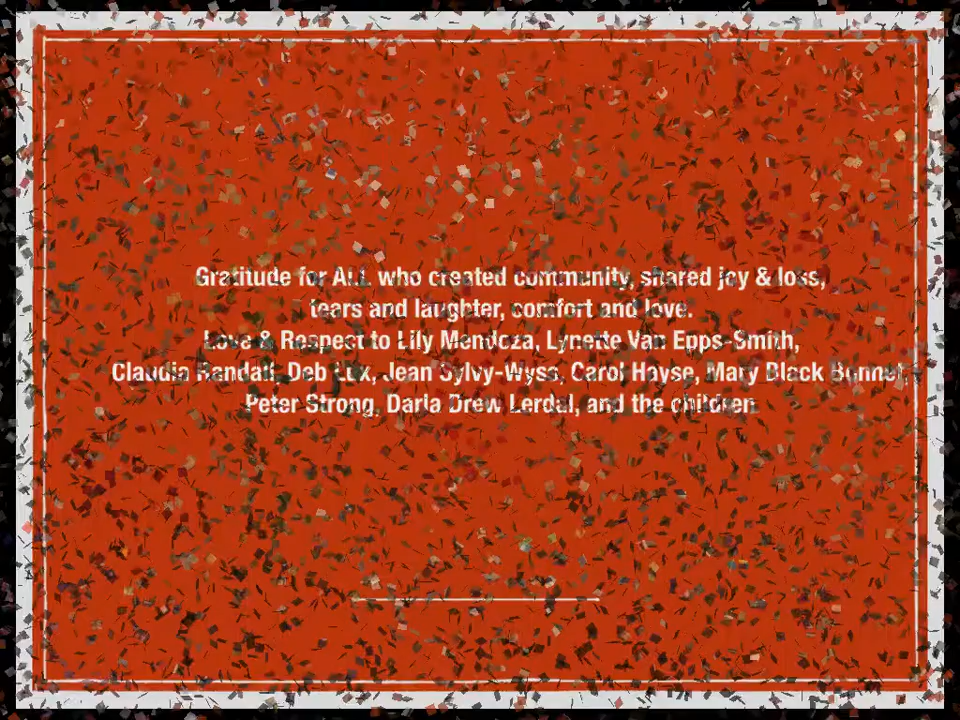 Gratitude for ALL who created community, shared joy & loss,
tears and laughter, comfort and love.
Love & Respect to Lily Mendoza, Lynette Van Epps-Smith,
Claudia Randall, Deb Lux, Jean Sylvy-Wyss, Carol Hoyse, Mary Black Bonnet,
Peter Strong, Darla Drew Lerdal, and the children